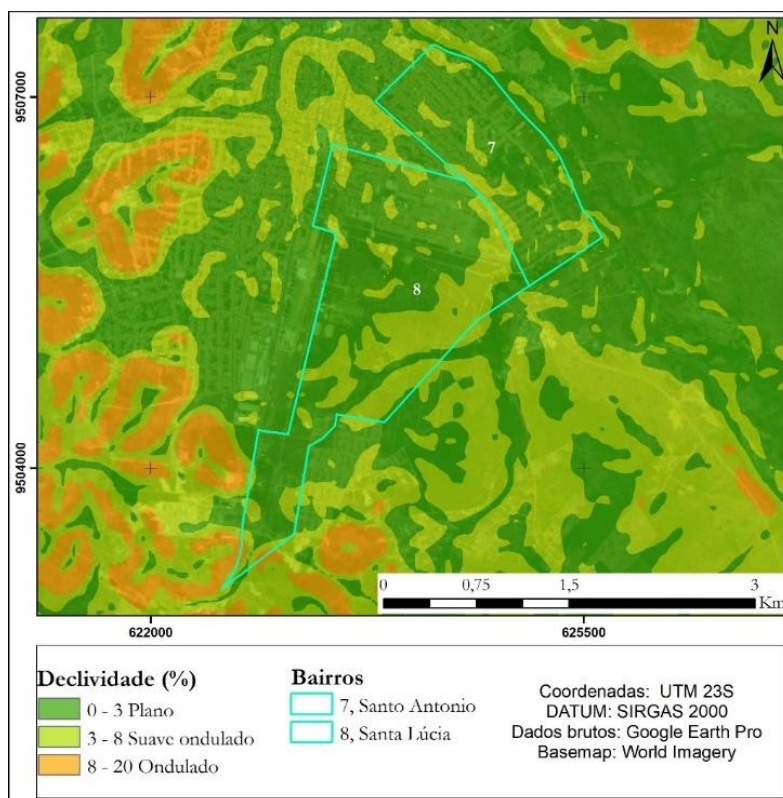 N
9507000
7
8
9504000
0 0,75 1,5 3
Km
622000 625500
Declividade (%)
0 - 3 Plano
3 - 8 Suave ondulado
8 - 20 Ondulado
Bairros
7, Santo Antonio
8, Santa Lúcia
Coordenadas: UTM 23S
DATUM: SIRGAS 2000
Dados brutos: Google Earth Pro
Basemap: World Imagery